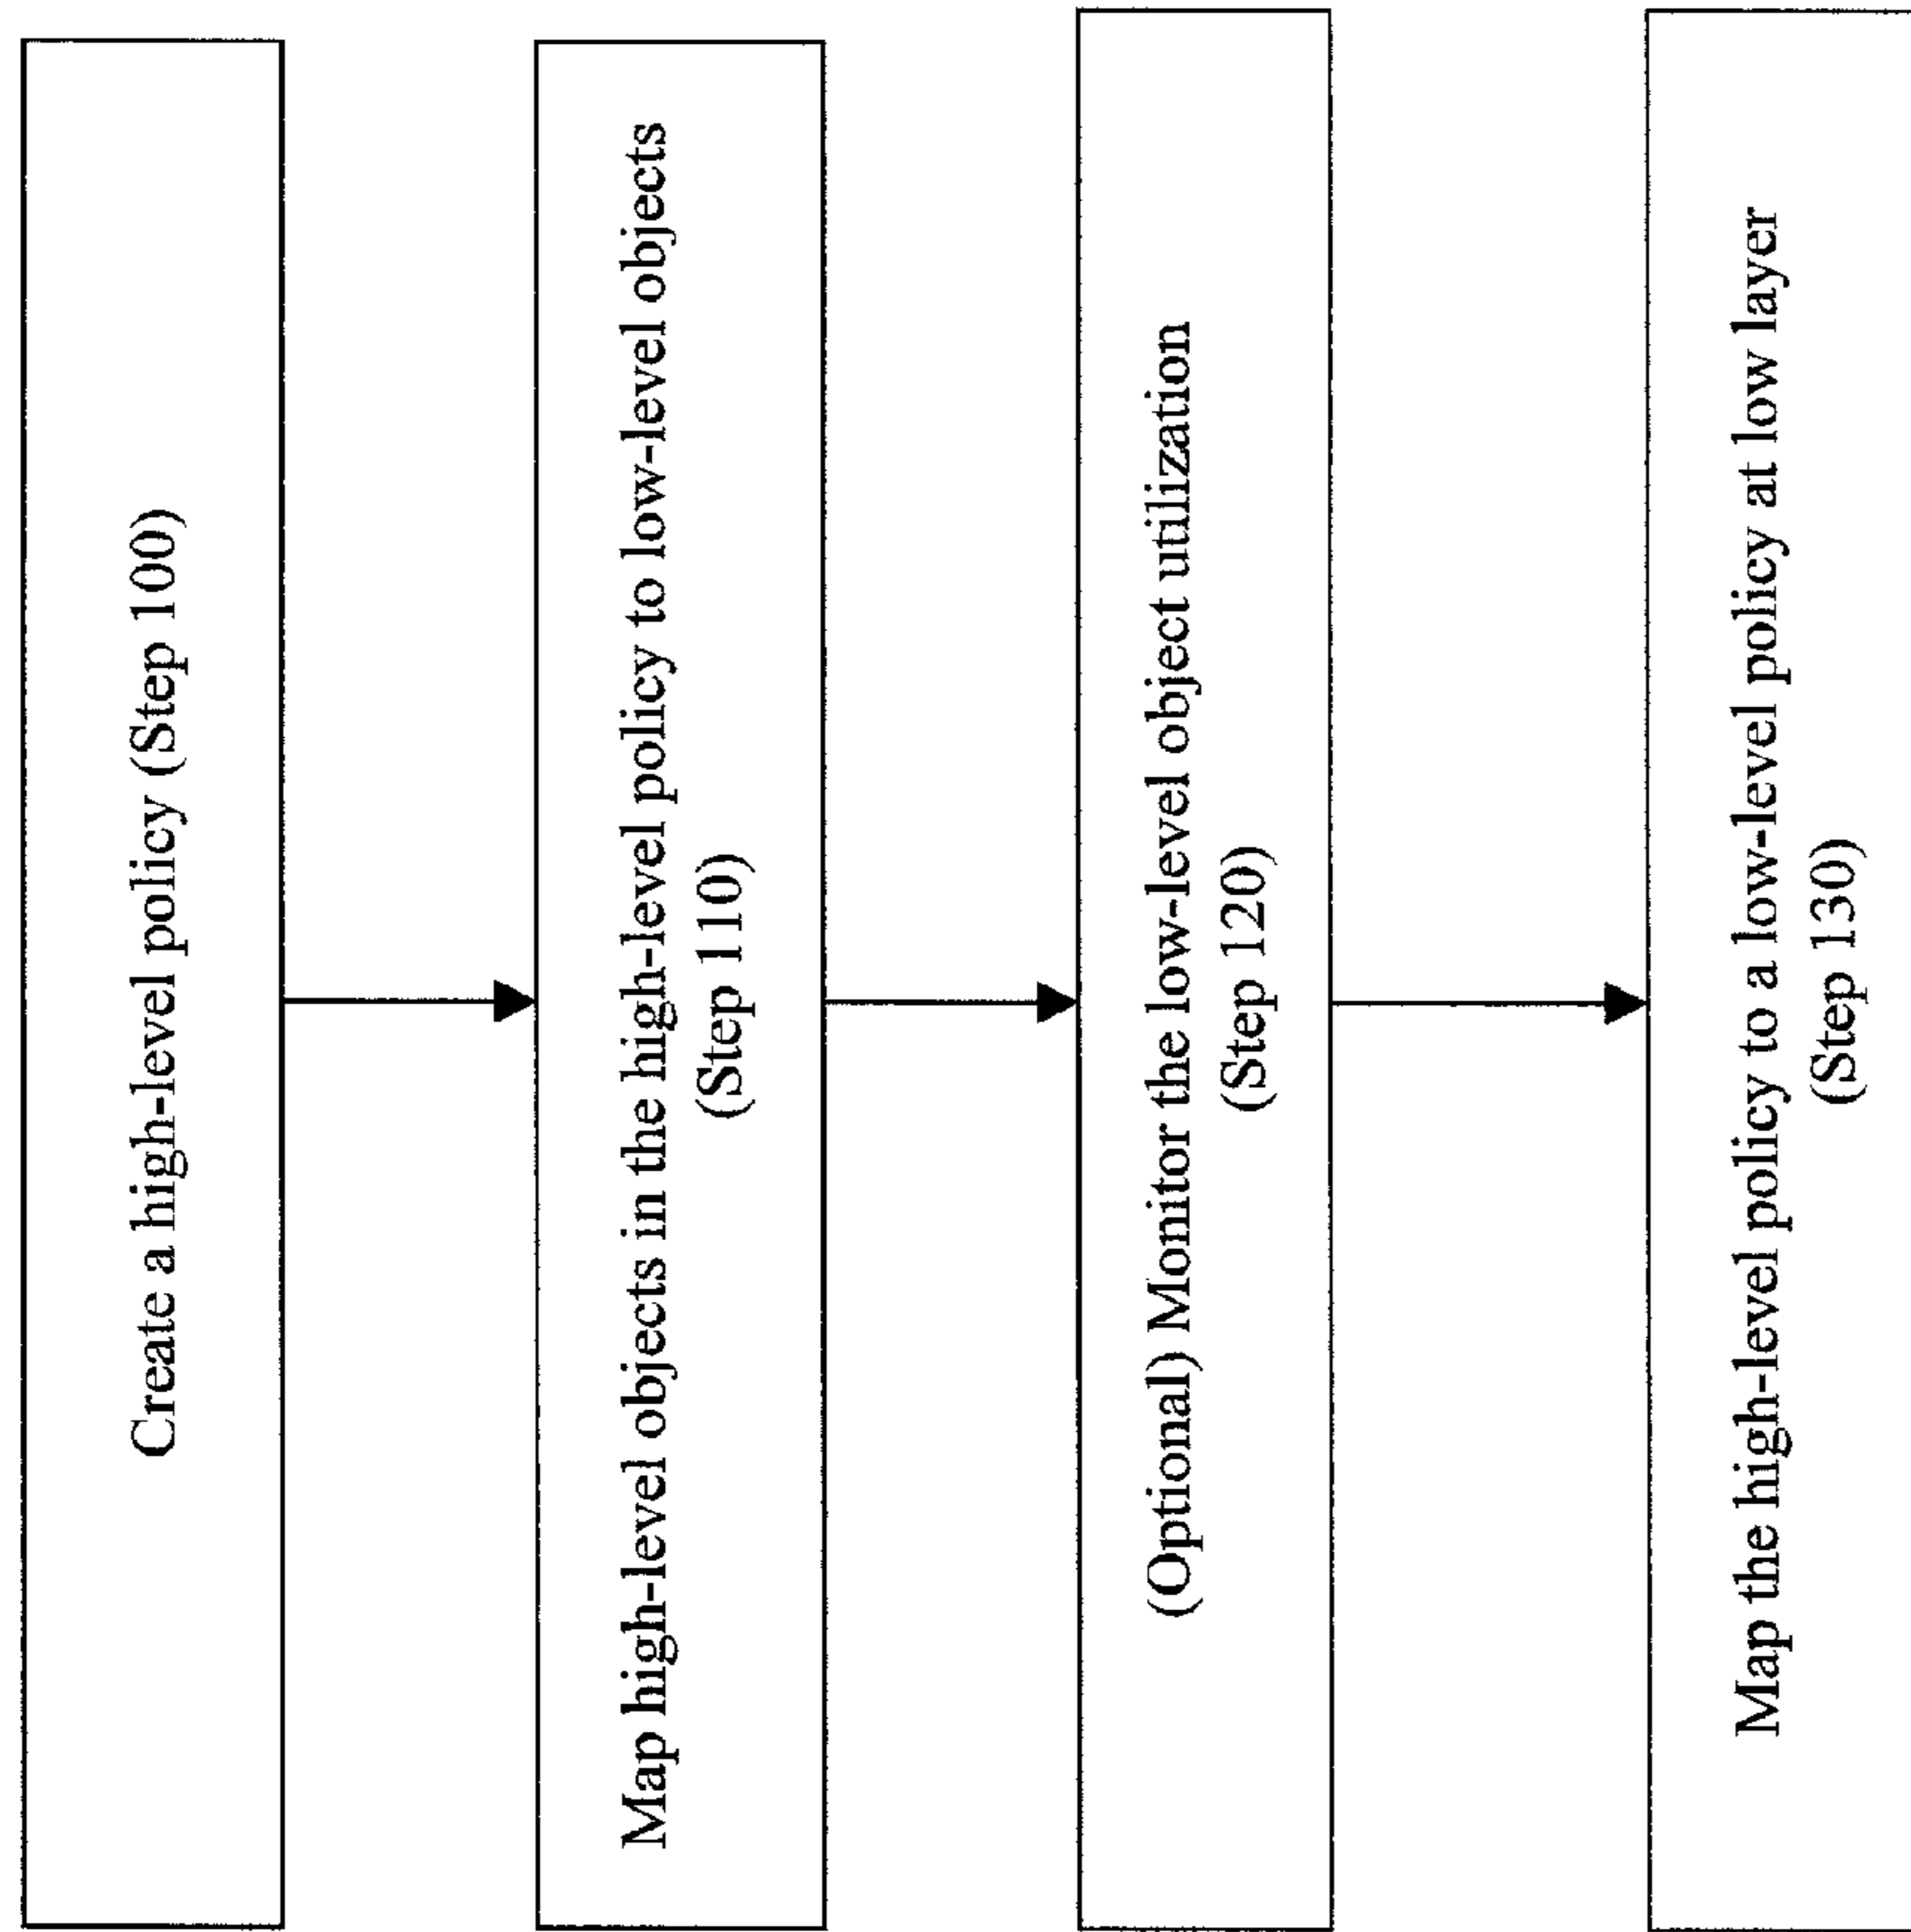 Create a high-level policy (Step 100)
Map high-level objects in the high-level policy to low-level objects
(Step 110)
(Optional) Monitor the low-level object utilization
(Step 120)
Map the high-level policy to a low-level policy at low layer
(Step 130)